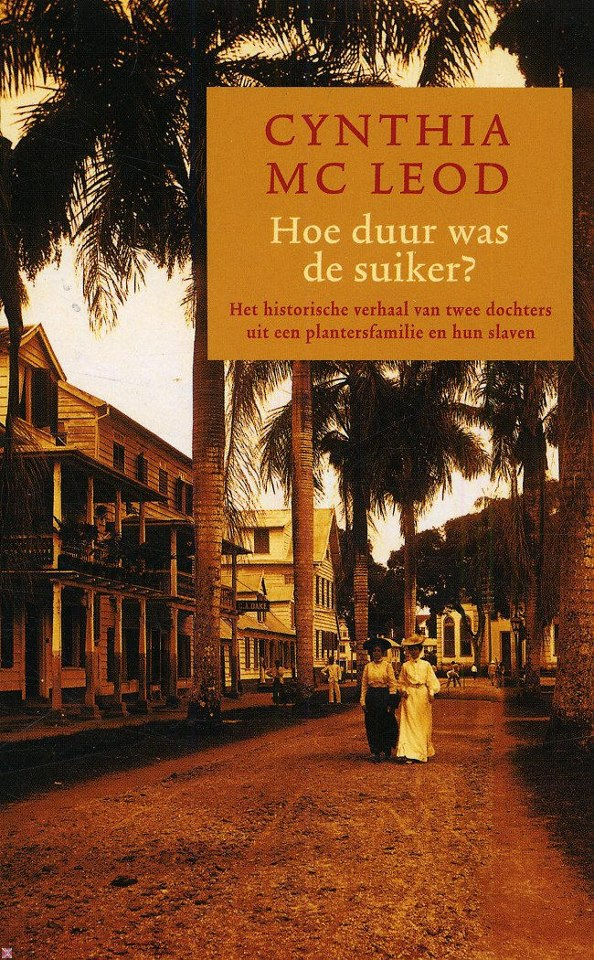 CYNTHIA
MC LEOD
Hoe duur was
de suiker?
Het historische verhaal van twee dochters
uit een plantersfamilie en hun slaven